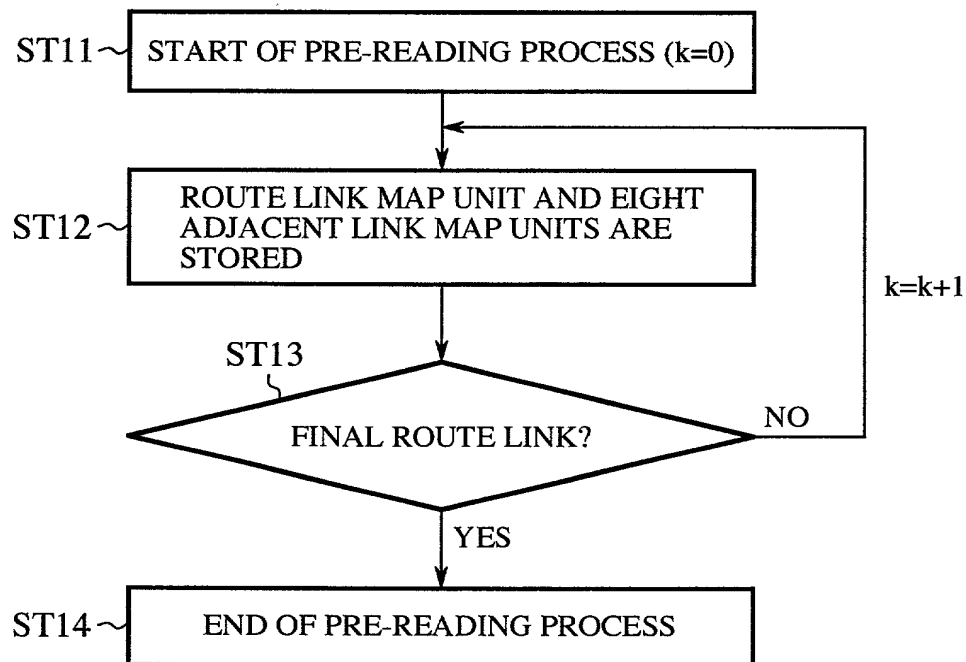 ST11
START OF PRE-READING PROCESS (k=0)
ST12
ROUTE LINK MAP UNIT AND EIGHT
ADJACENT LINK MAP UNITS ARE
STORED
k=k+1
ST13
FINAL ROUTE LINK?
NO
YES
ST14
END OF PRE-READING PROCESS